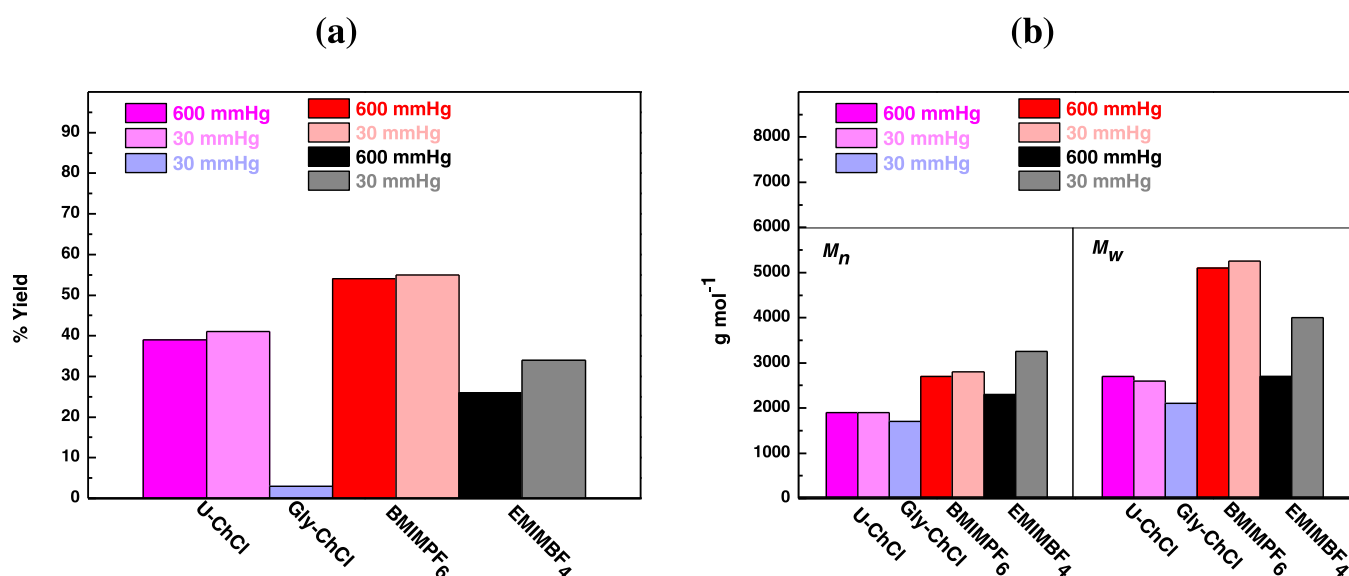 (a)
% Yield
90
80
70
60
50
40
30
20
10
0
600 mmHg
30 mmHg
30 mmHg
600 mmHg
30 mmHg
600 mmHg
30 mmHg
U-ChCl
Gly-ChCl
BMIMPF6
EMIMBF4
(b)
g mol-1
8000
7000
6000
5000
4000
3000
2000
1000
0
600 mmHg
30 mmHg
30 mmHg
600 mmHg
30 mmHg
600 mmHg
30 mmHg
Mn
Mw
U-ChCl
Gly-ChCl
BMIMPF6
EMIMBF4
U-ChCl
Gly-ChCl
BMIMPF6
EMIMBF4